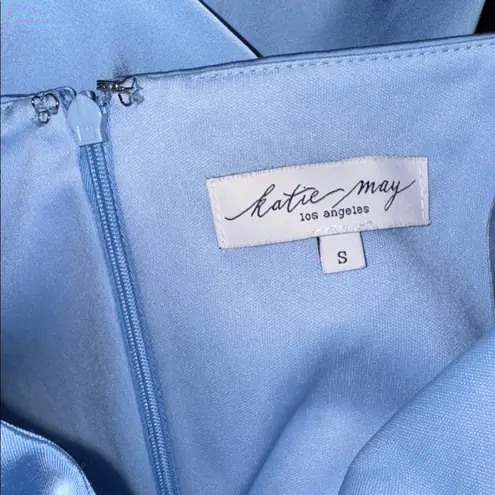 katie may
los angeles
S